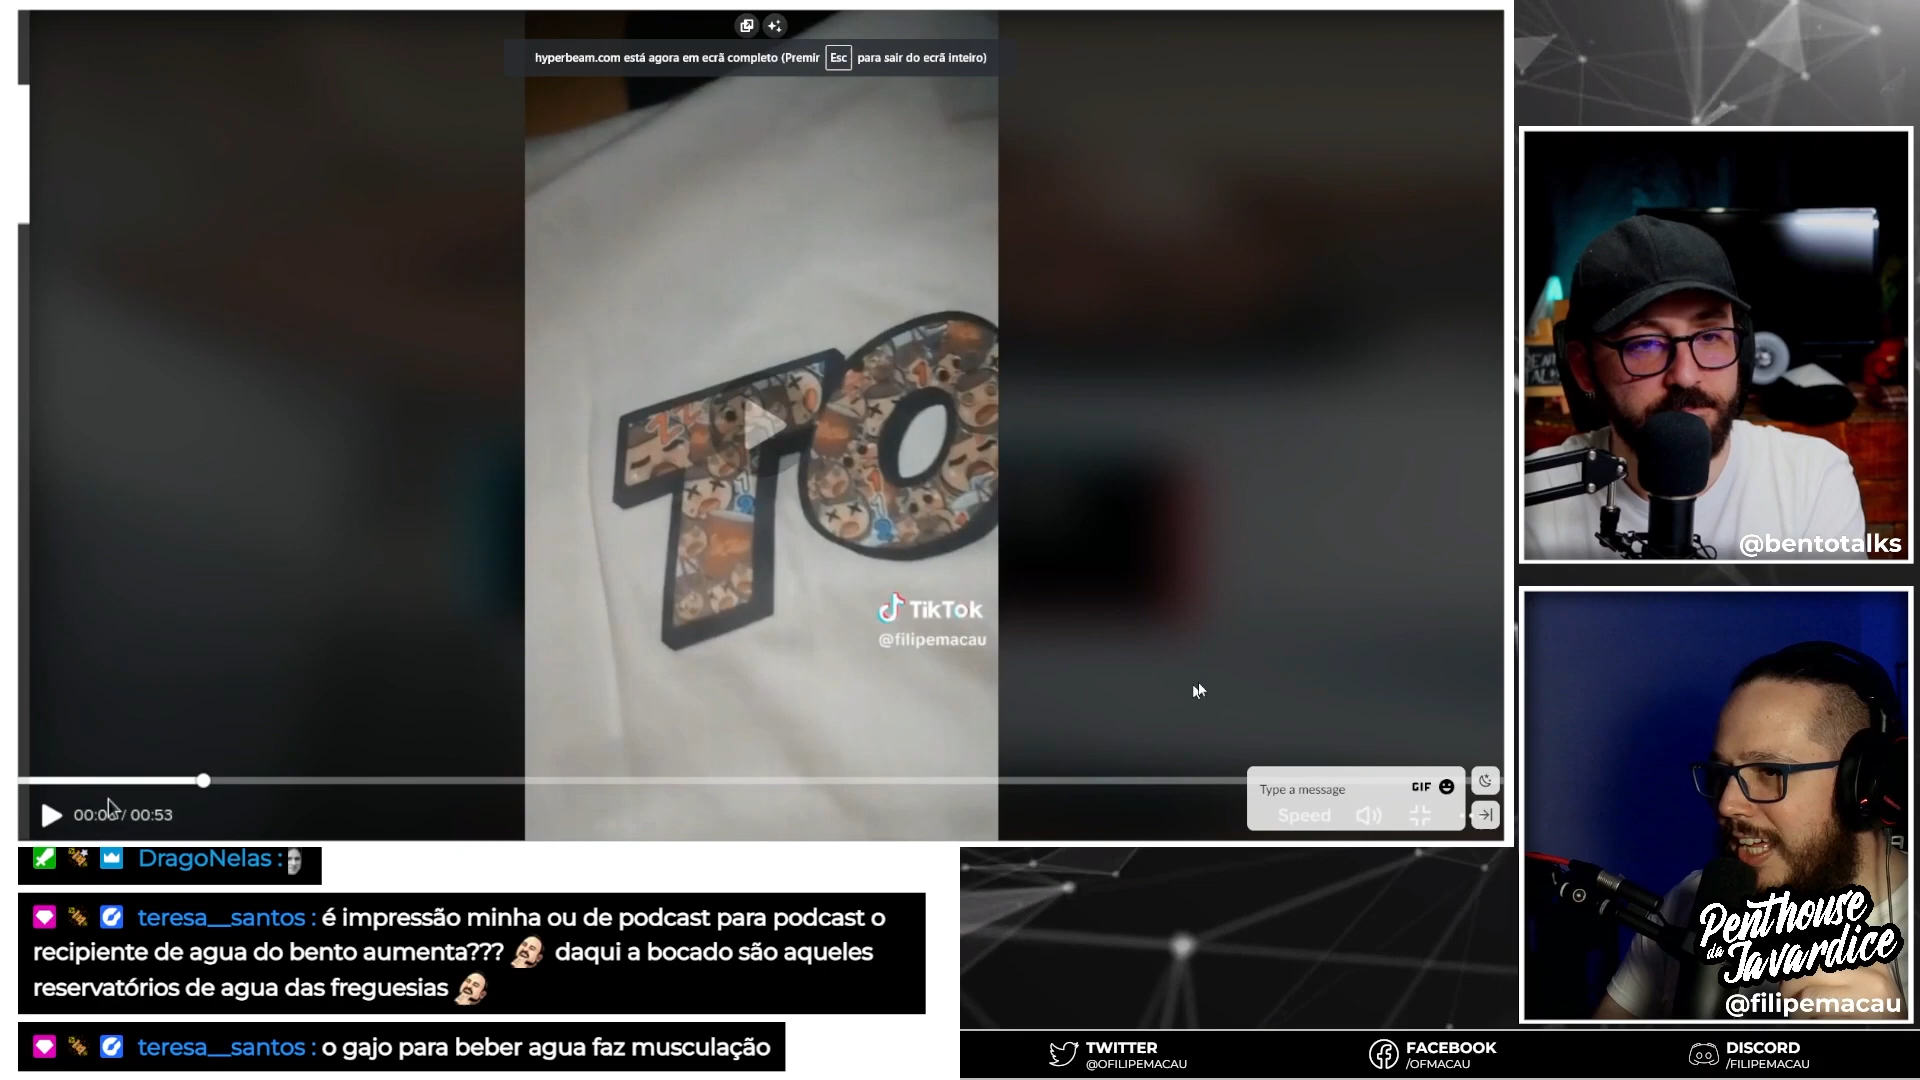 hyperbeam.com está agora em ecrã completo (Premir Esc para sair do ecrã inteiro)
TO
TikTok
@filipemacau
00:0 / 00:53
Type a message GIF
Speed
@bentotalks
Penthouse
da Javardice
@filipemacau
DragoNelas :
teresa__santos : é impressão minha ou de podcast para podcast o
recipiente de agua do bento aumenta??? daqui a bocado são aqueles
reservatórios de agua das freguesias
teresa__santos : o gajo para beber agua faz musculação
TWITTER
@OFILIPEMACAU
FACEBOOK
/OFMACAU
DISCORD
/FILIPEMACAU